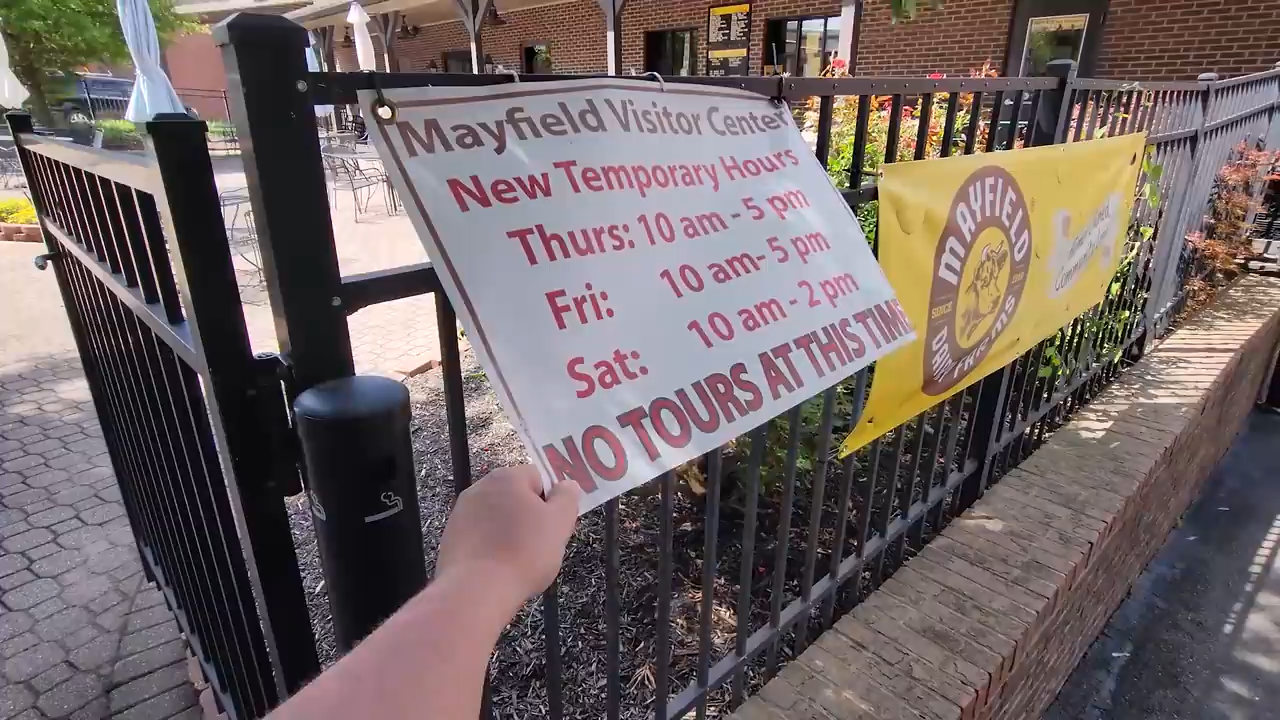 Mayfield Visitor Center
New Temporary Hours
Thurs: 10 am - 5 pm
Fri: 10 am- 5 pm
Sat: 10 am - 2 pm
NO TOURS AT THIS TIME
MAYFIELD
SINCE
DAIRY FARMS